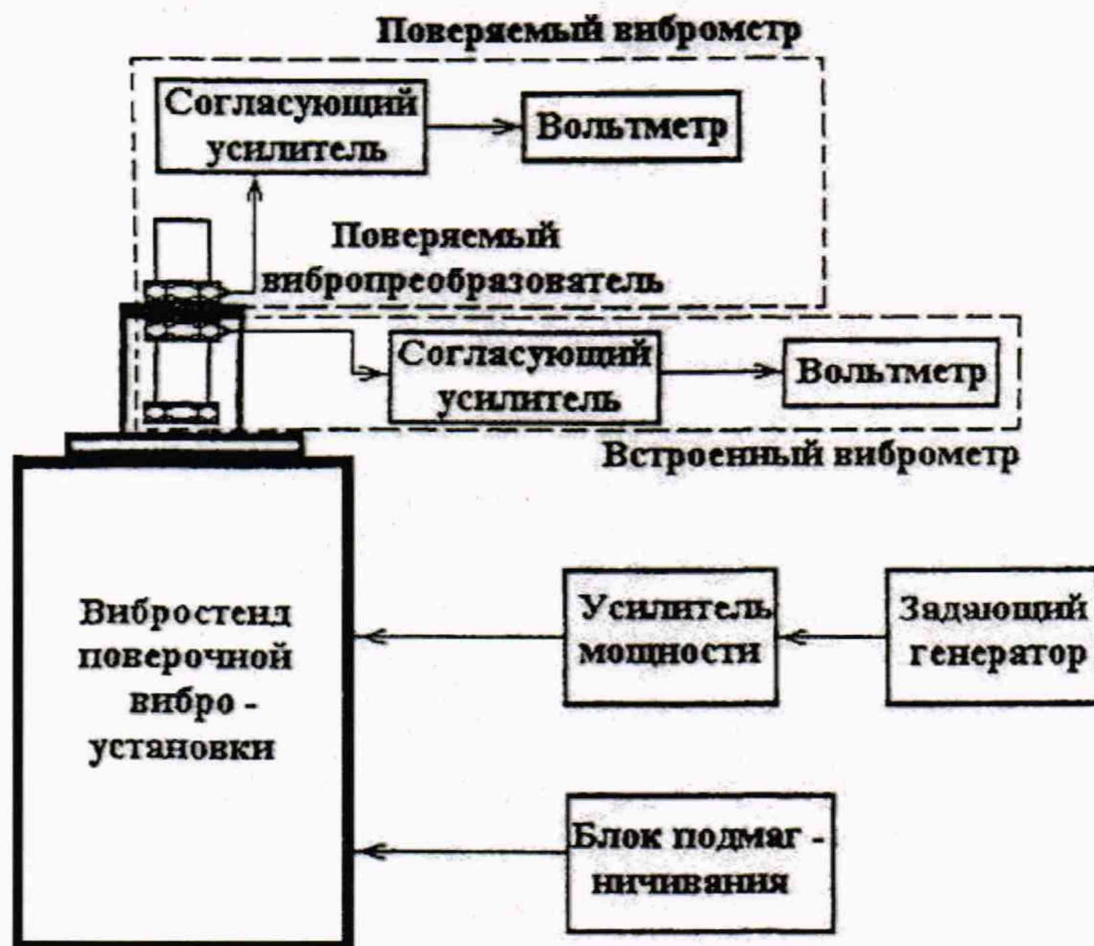 Поверяемый виброметр
Согласующий
усилитель
Вольтметр
Поверяемый
вибропреобразователь
Согласующий
усилитель
Вольтметр
Встроенный виброметр
Вибростенд
поверочной
вибро -
установки
Усилитель
мощности
Задающий
генератор
Блок подмаг -
ничивания